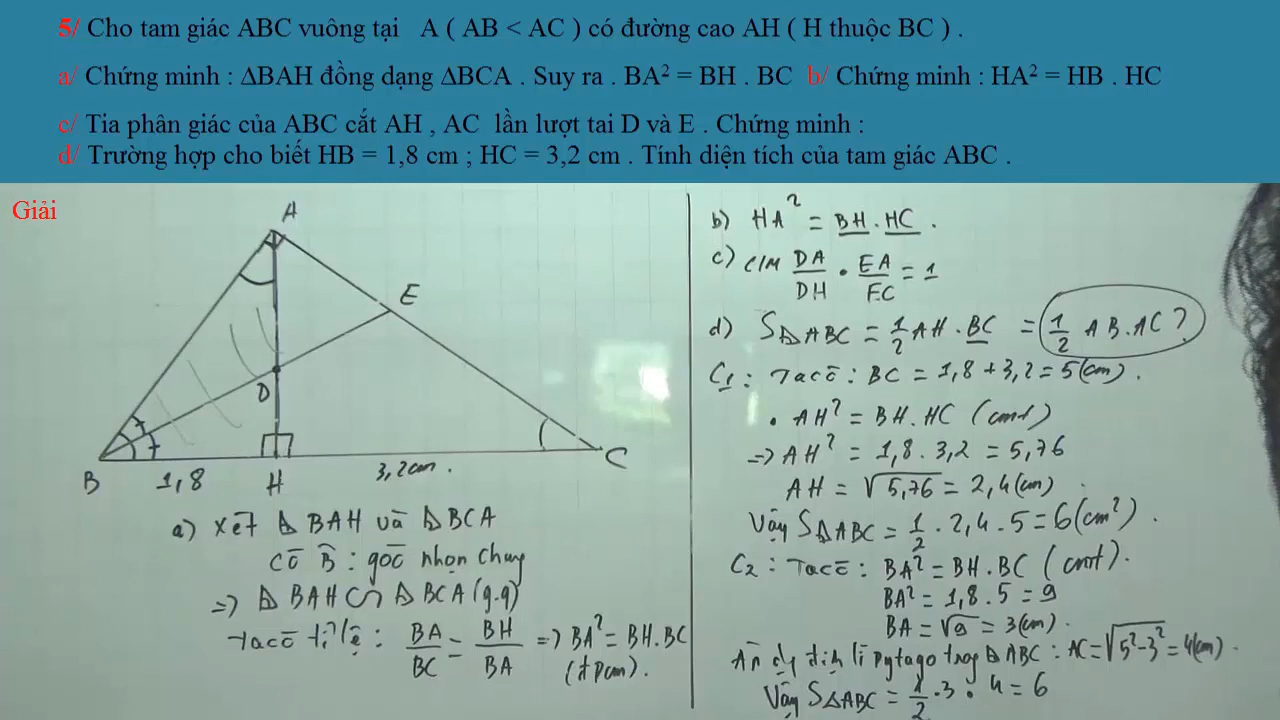 5/ Cho tam giác ABC vuông tại A ( AB < AC ) có đường cao AH ( H thuộc BC ) .
a/ Chứng minh : ∆BAH đồng dạng ∆BCA . Suy ra . BA² = BH . BC b/ Chứng minh : HA² = HB . HC
c/ Tia phân giác của ABC cắt AH , AC lần lượt tai D và E . Chứng minh :
d/ Trường hợp cho biết HB = 1,8 cm ; HC = 3,2 cm . Tính diện tích của tam giác ABC .
Giải
A
E
D
B
1,8
H
3,2cm .
C
a) Xét ∆ BAH và ∆ BCA
có B̂ : góc nhọn chung
=> ∆ BAH ∽ ∆ BCA (g.g)
Ta có tỉ lệ : BA/BC = BH/BA => BA² = BH.BC
(đpcm).
b) HA² = BH . HC .
c) C/M DA/DH . EA/EC = 1
d) S∆ABC = 1/2 AH . BC = 1/2 AB.AC ?
C1 : Ta có : BC = 1,8 + 3,2 = 5 (cm) .
. AH² = BH . HC (cmt)
=> AH² = 1,8 . 3,2 = 5,76
AH = √5,76 = 2,4 (cm)
Vậy S∆ABC = 1/2 . 2,4 . 5 = 6 (cm²) .
C2 : Ta có : BA² = BH . BC (cmt) .
BA² = 1,8 . 5 = 9
BA = √9 = 3 (cm) .
Áp dụng định lí Pytago trong ∆ ABC : AC = √5²-3² = 4(cm) .
Vậy S∆ABC = 1/2 . 3 . 4 = 6